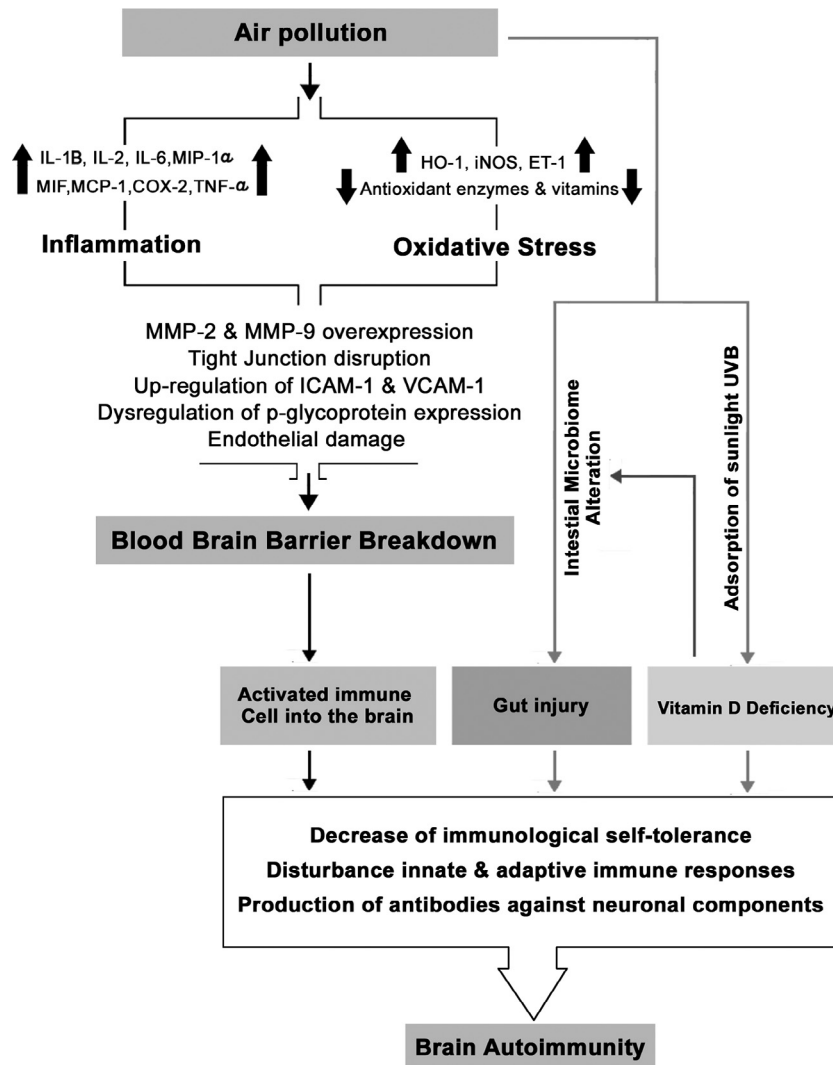 Air pollution
IL-1B, IL-2, IL-6,MIP-1α
MIF,MCP-1,COX-2,TNF-α
Inflammation
HO-1, iNOS, ET-1
Antioxidant enzymes & vitamins
Oxidative Stress
MMP-2 & MMP-9 overexpression
Tight Junction disruption
Up-regulation of ICAM-1 & VCAM-1
Dysregulation of p-glycoprotein expression
Endothelial damage
Blood Brain Barrier Breakdown
Intestial Microbiome
Alteration
Adsorption of sunlight UVB
Activated immune
Cell into the brain
Gut injury
Vitamin D Deficiency
Decrease of immunological self-tolerance
Disturbance innate & adaptive immune responses
Production of antibodies against neuronal components
Brain Autoimmunity